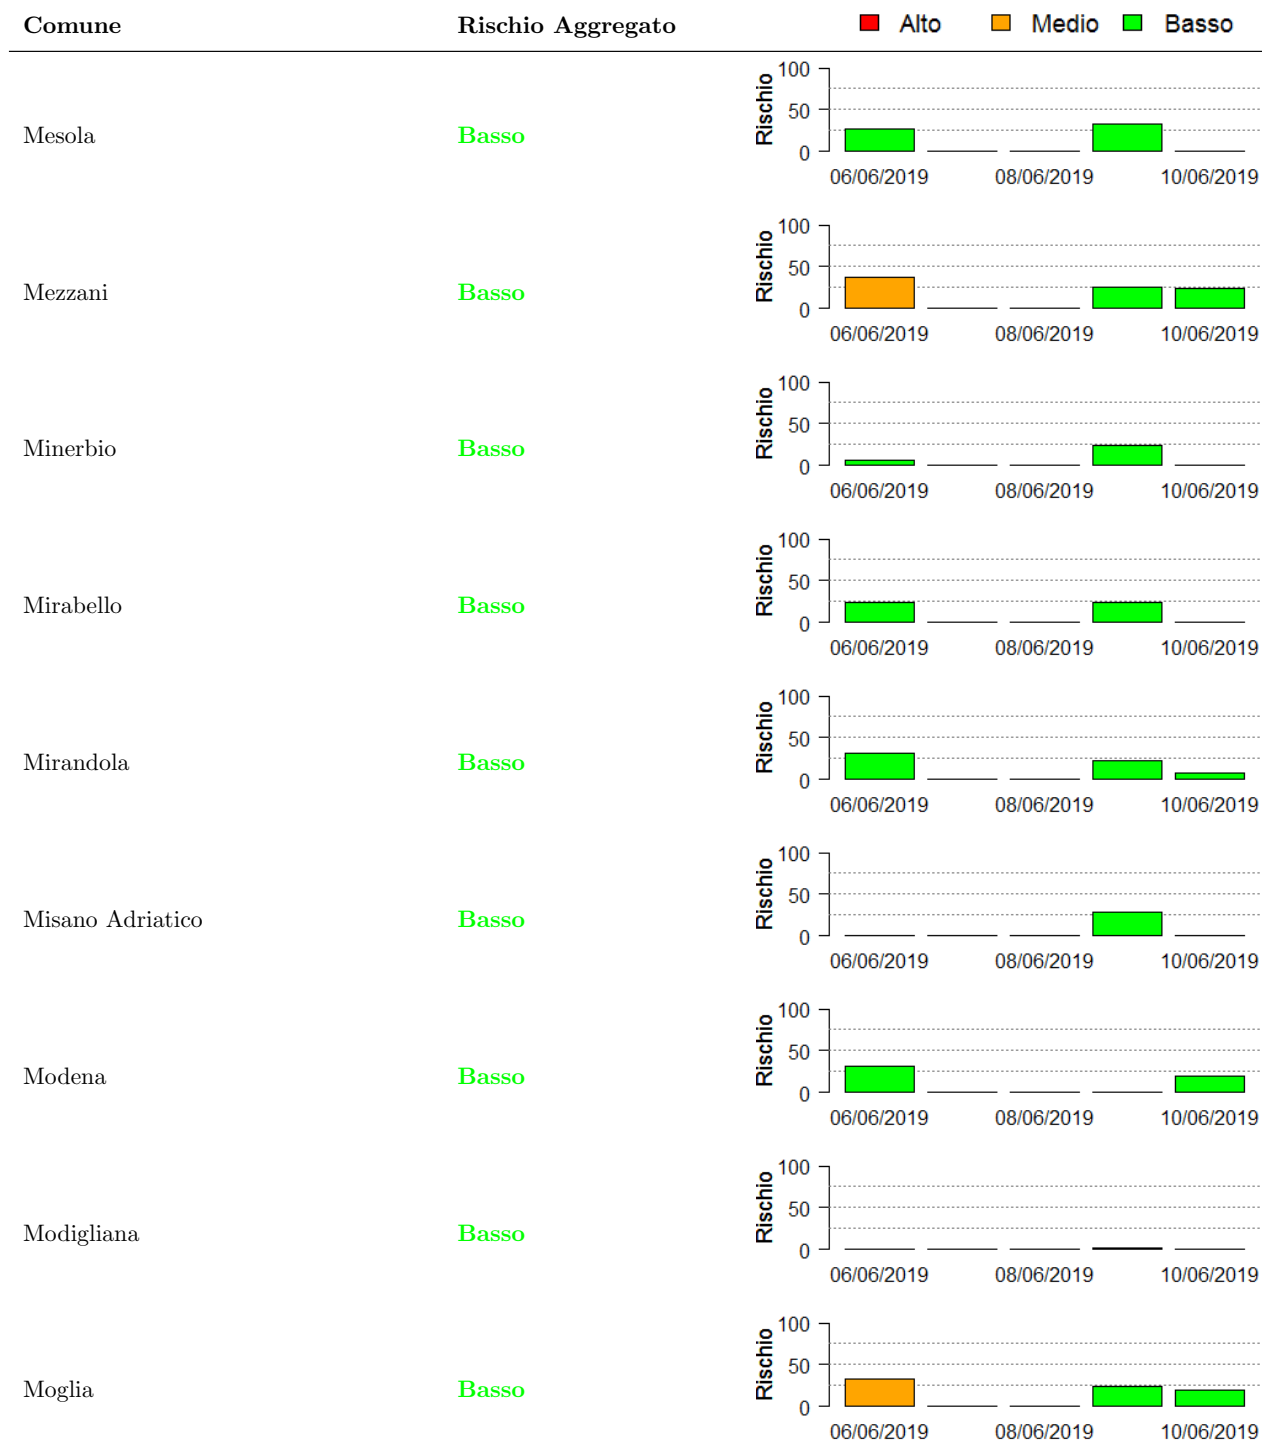 Comune Rischio Aggregato Alto Medio Basso
Mesola Basso Rischio 100 50 0
06/06/2019 08/06/2019 10/06/2019
Mezzani Basso Rischio 100 50 0
06/06/2019 08/06/2019 10/06/2019
Minerbio Basso Rischio 100 50 0
06/06/2019 08/06/2019 10/06/2019
Mirabello Basso Rischio 100 50 0
06/06/2019 08/06/2019 10/06/2019
Mirandola Basso Rischio 100 50 0
06/06/2019 08/06/2019 10/06/2019
Misano Adriatico Basso Rischio 100 50 0
06/06/2019 08/06/2019 10/06/2019
Modena Basso Rischio 100 50 0
06/06/2019 08/06/2019 10/06/2019
Modigliana Basso Rischio 100 50 0
06/06/2019 08/06/2019 10/06/2019
Moglia Basso Rischio 100 50 0
06/06/2019 08/06/2019 10/06/2019